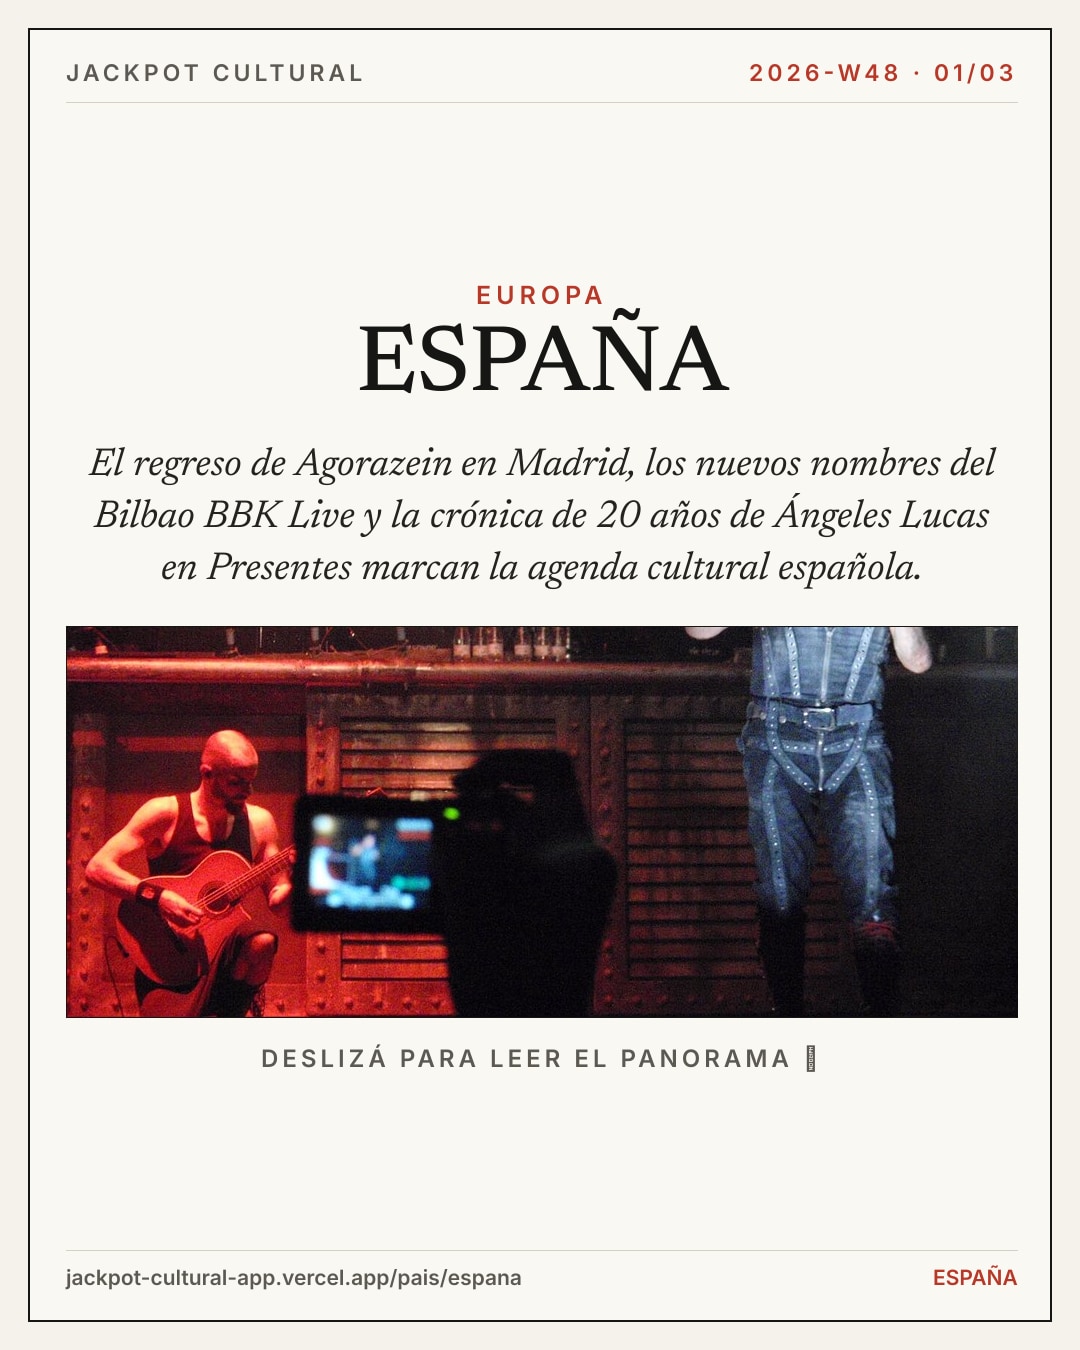 JACKPOT CULTURAL
2026-W48 · 01/03
EUROPA
ESPAÑA
El regreso de Agorazein en Madrid, los nuevos nombres del
Bilbao BBK Live y la crónica de 20 años de Ángeles Lucas
en Presentes marcan la agenda cultural española.
DESLIZÁ PARA LEER EL PANORAMA
jackpot-cultural-app.vercel.app/pais/espana
ESPAÑA